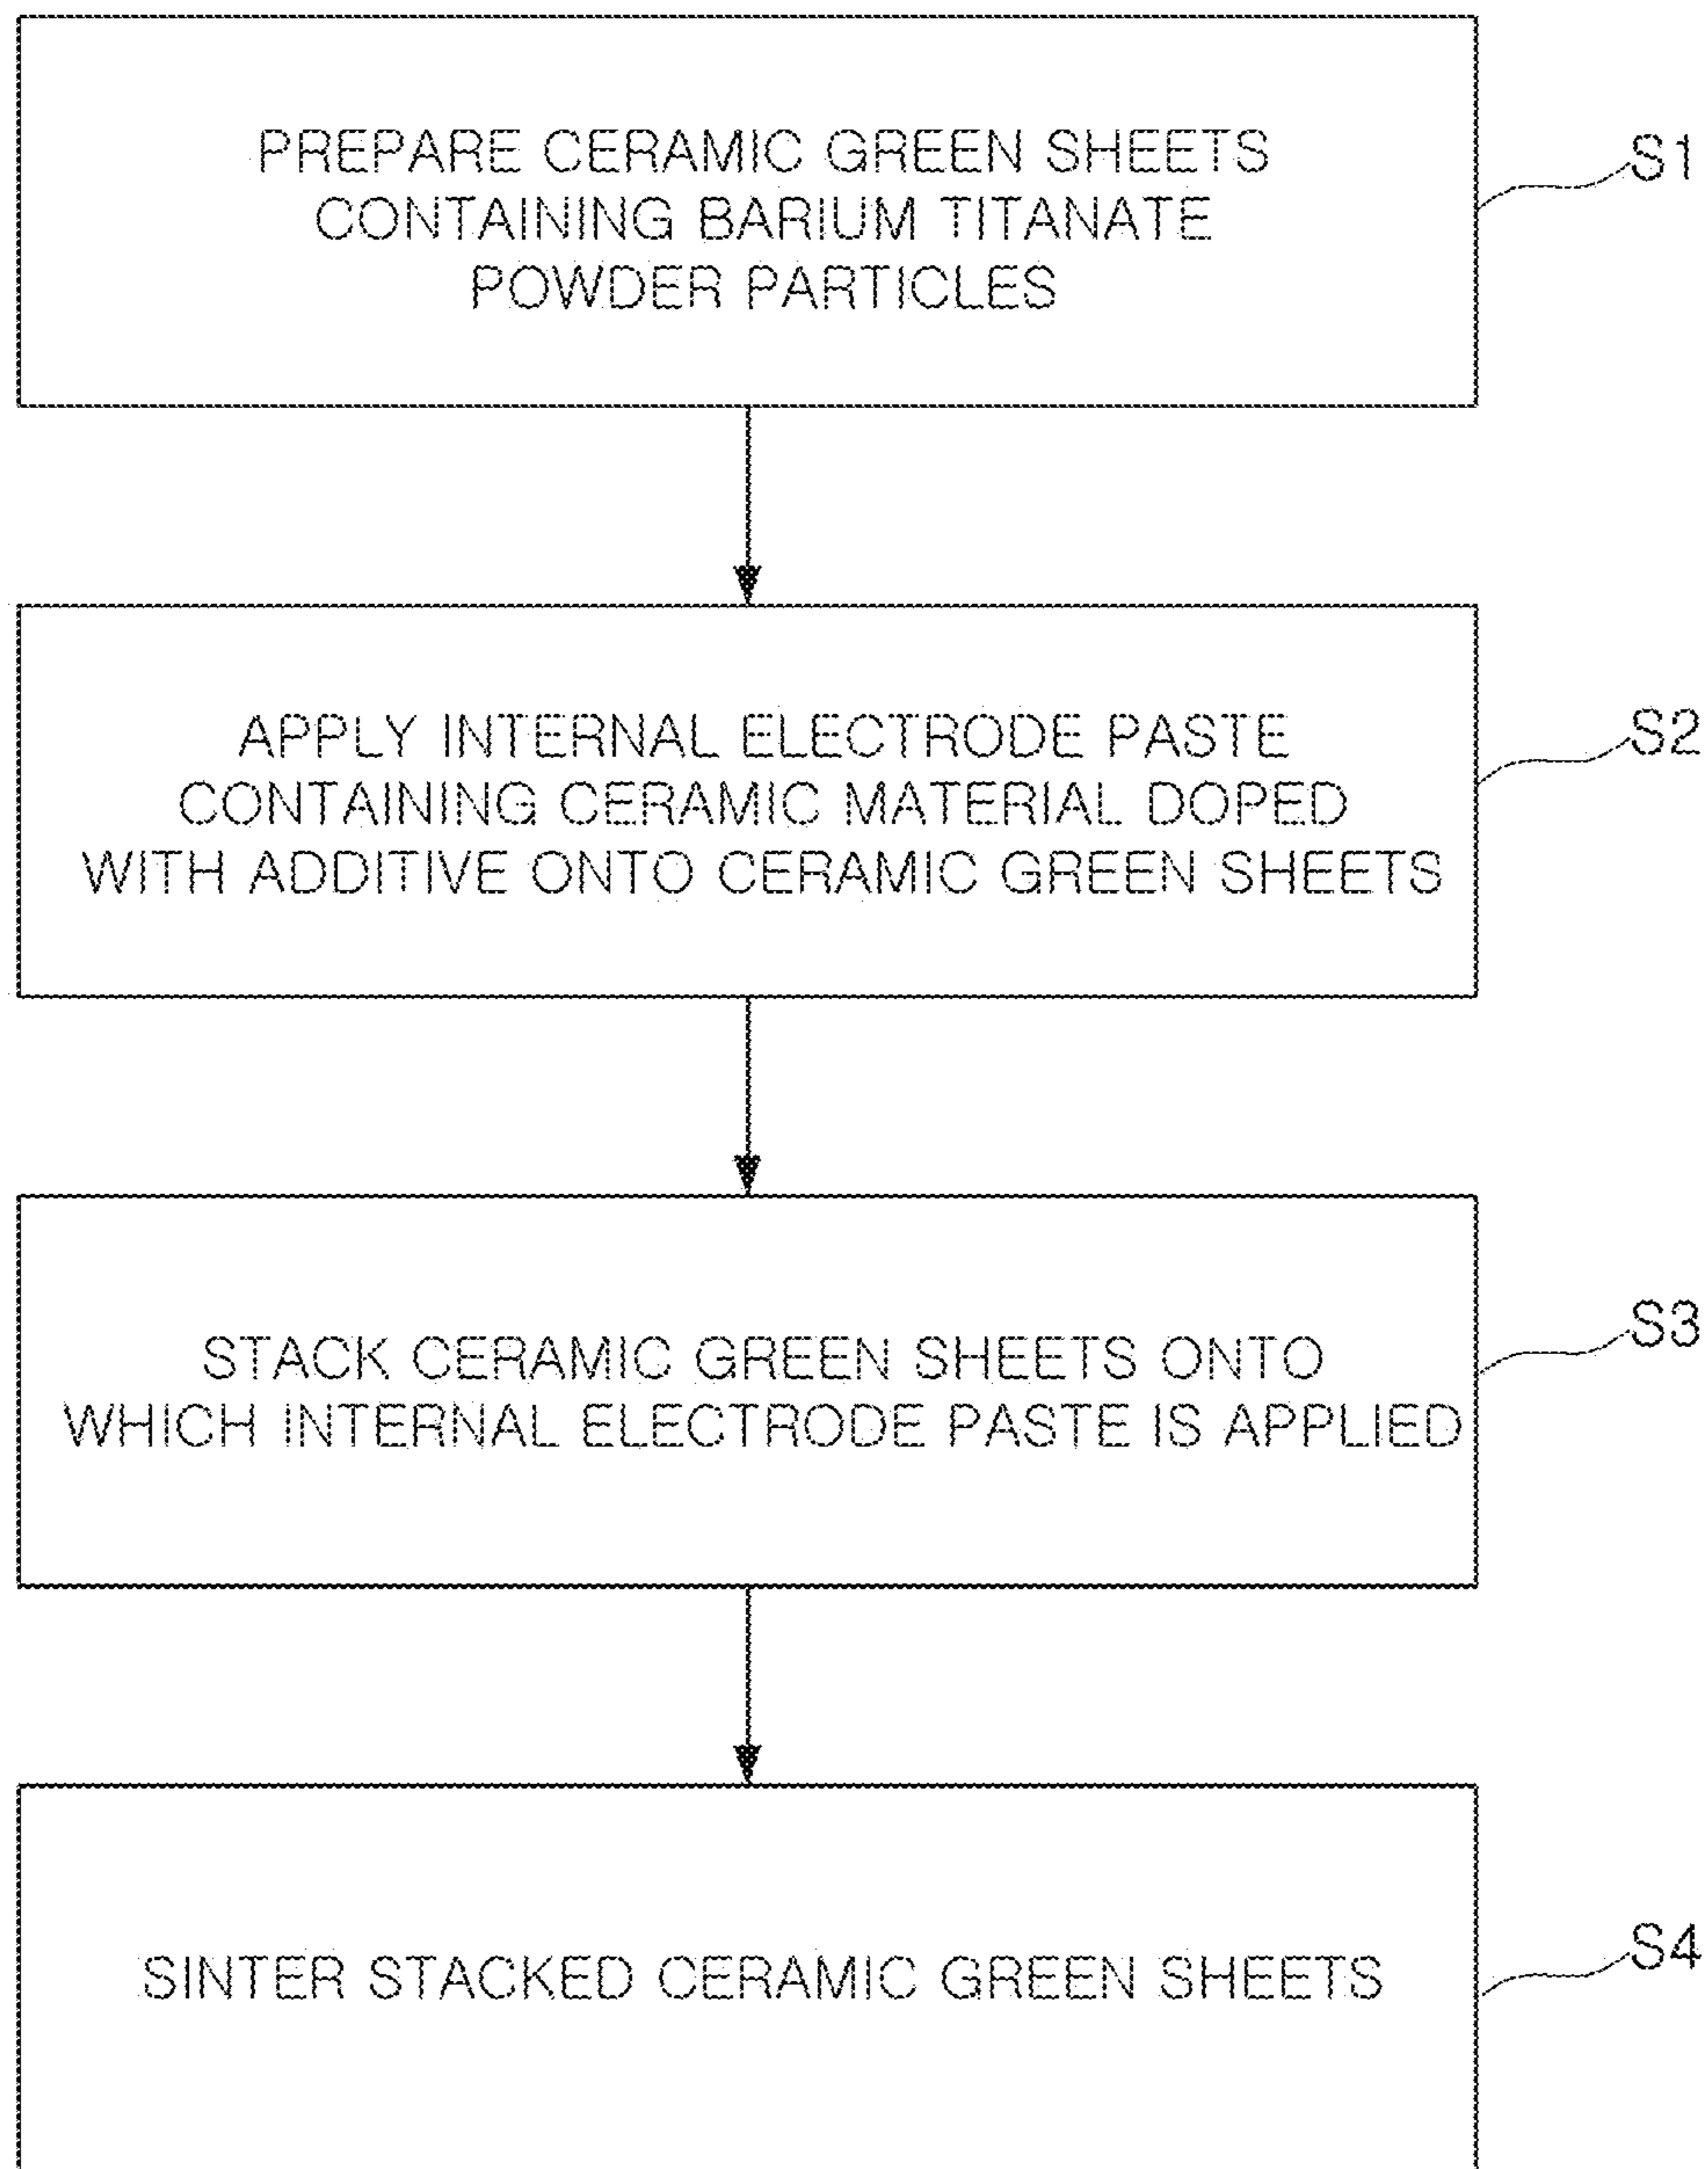 PREPARE CERAMIC GREEN SHEETS
CONTAINING BARIUM TITANATE
POWDER PARTICLES
S1
APPLY INTERNAL ELECTRODE PASTE
CONTAINING CERAMIC MATERIAL DOPED
WITH ADDITIVE ONTO CERAMIC GREEN SHEETS
S2
STACK CERAMIC GREEN SHEETS ONTO
WHICH INTERNAL ELECTRODE PASTE IS APPLIED
S3
SINTER STACKED CERAMIC GREEN SHEETS
S4